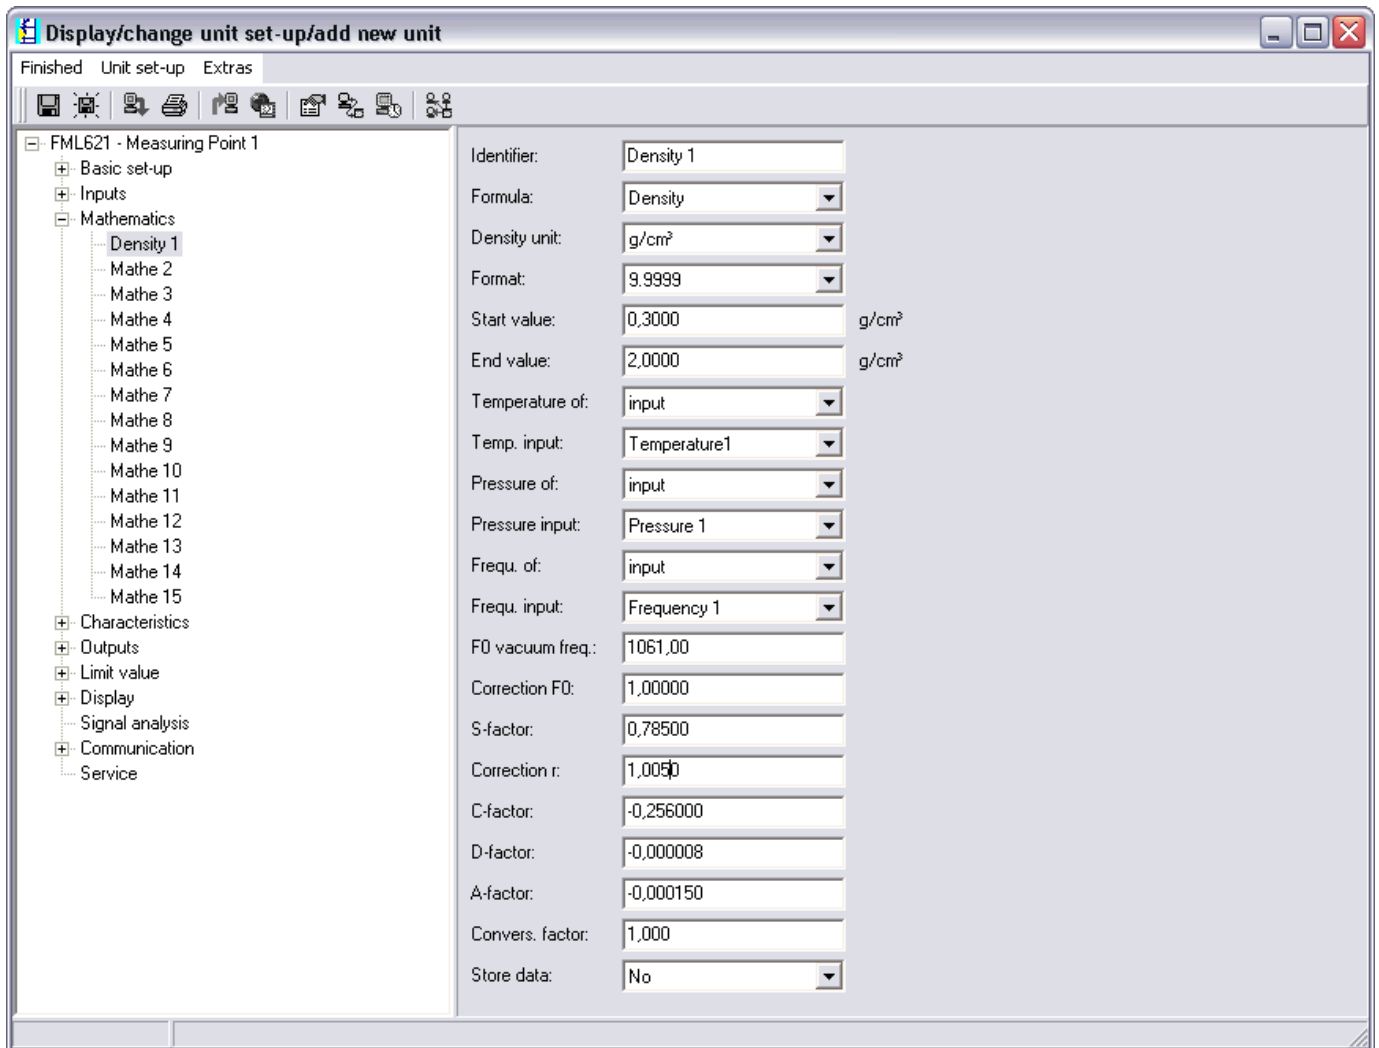 Display/change unit set-up/add new unit
Finished Unit set-up Extras
FML621 - Measuring Point 1
Basic set-up
Inputs
Mathematics
Density 1
Mathe 2
Mathe 3
Mathe 4
Mathe 5
Mathe 6
Mathe 7
Mathe 8
Mathe 9
Mathe 10
Mathe 11
Mathe 12
Mathe 13
Mathe 14
Mathe 15
Characteristics
Outputs
Limit value
Display
Signal analysis
Communication
Service
Identifier: Density 1
Formula: Density
Density unit: g/cm³
Format: 9.9999
Start value: 0,3000 g/cm³
End value: 2,0000 g/cm³
Temperature of: input
Temp. input: Temperature1
Pressure of: input
Pressure input: Pressure 1
Frequ. of: input
Frequ. input: Frequency 1
F0 vacuum freq.: 1061,00
Correction F0: 1,00000
S-factor: 0,78500
Correction r: 1,0050
C-factor: -0,256000
D-factor: -0,000008
A-factor: -0,000150
Convers. factor: 1,000
Store data: No